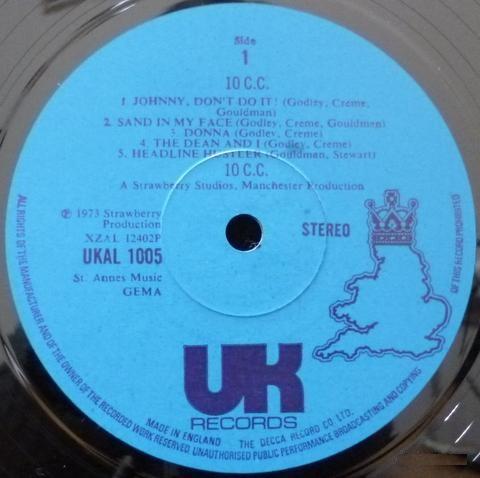 Side
1
10 C.C.
1. JOHNNY, DON'T DO IT! (Godley, Creme,
Gouldman)
2. SAND IN MY FACE (Godley, Creme, Gouldman)
3. DONNA (Godley, Creme)
4. THE DEAN AND I (Godley, Creme)
5. HEADLINE HUSTLER (Gouldman, Stewart)
10 C.C.
A Strawberry Studios, Manchester Production
℗ 1973 Strawberry
Production
XZAL 12402P
UKAL 1005
St. Annes Music
GEMA
STEREO
UK
RECORDS
MADE IN ENGLAND
THE DECCA RECORD CO LTD.
ALL RIGHTS OF THE MANUFACTURER AND OF THE OWNER OF THE RECORDED WORK RESERVED. UNAUTHORISED PUBLIC PERFORMANCE BROADCASTING AND COPYING
OF THIS RECORD PROHIBITED